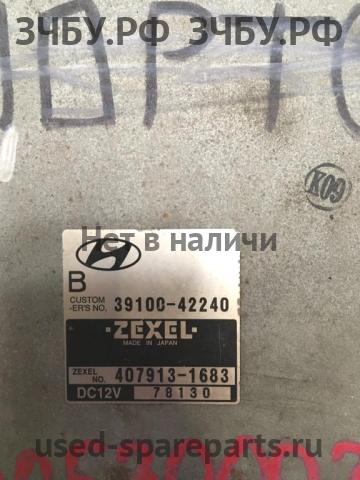 ЗЧБУ.РФ ЗЧБУ.РФ
K09
Нет в наличи
B
CUSTOM
-ER'S NO. 39100-42240
·ZEXEL·
MADE IN JAPAN
ZEXEL
NO. 407913-1683
DC12V 78130
used-spareparts.ru